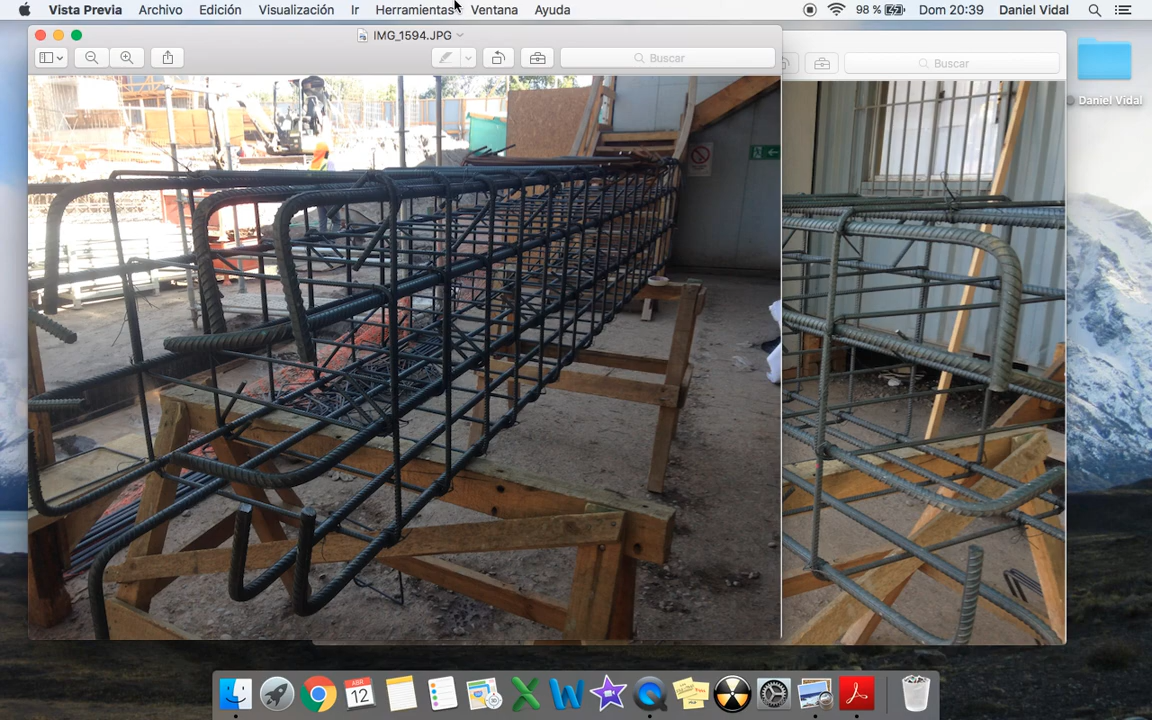 Vista Previa Archivo Edición Visualización Ir Herramientas Ventana Ayuda 98 % Dom 20:39 Daniel Vidal
IMG_1594.JPG
Buscar
Buscar
Daniel Vidal
ABR
12